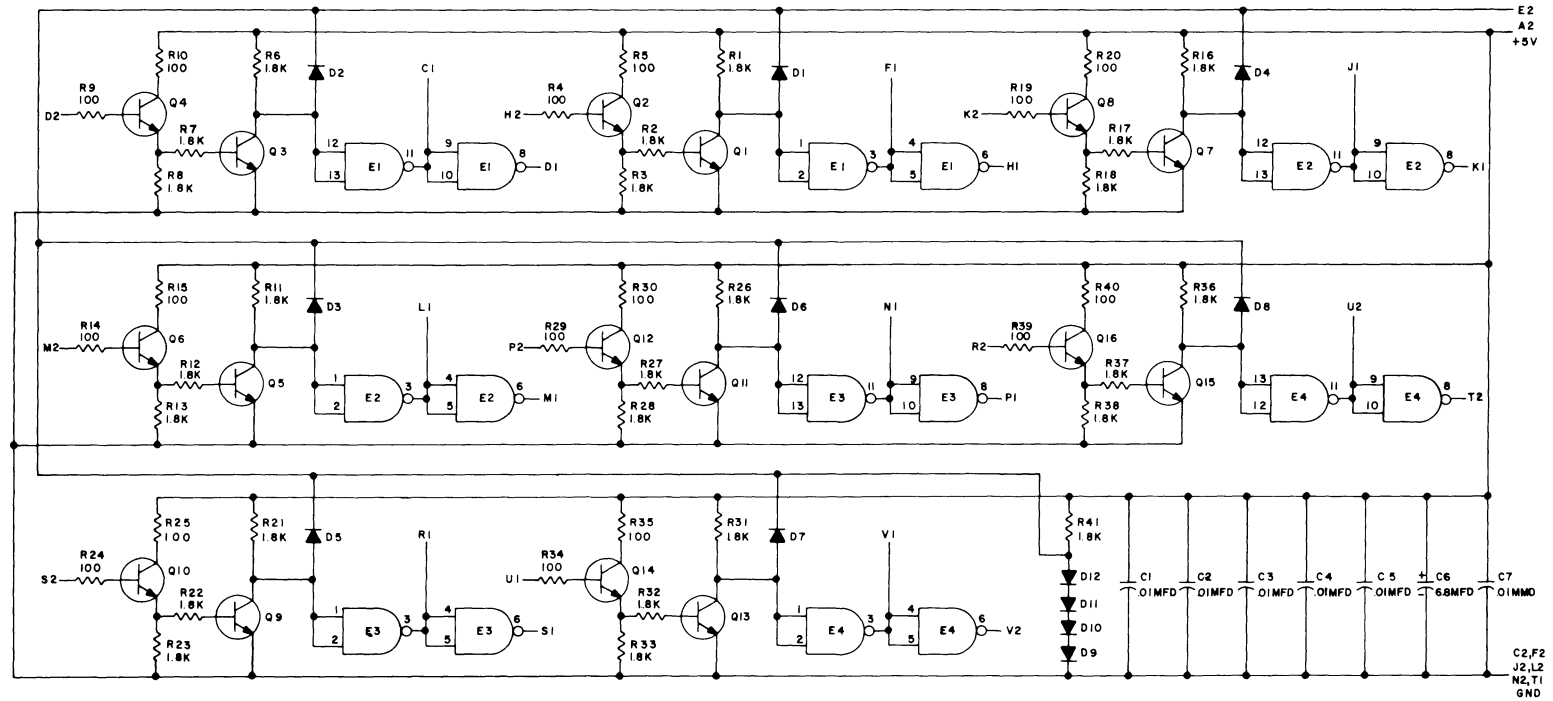 E2
A2
+5V
R10 100
R6 1.8K
D2
C1
R5 100
R1 1.8K
D1
F1
R20 100
R16 1.8K
D4
J1
R9 100
D2
Q4
R7 1.8K
Q3
R8 1.8K
12
13
E1
11
9
10
E1
8
D1
R4 100
H2
Q2
R2 1.8K
Q1
R3 1.8K
1
2
E1
3
4
5
E1
6
H1
R19 100
K2
Q8
R17 1.8K
Q7
R18 1.8K
12
13
E2
11
9
10
E2
8
K1
R15 100
R11 1.8K
D3
L1
R30 100
R26 1.8K
D6
N1
R40 100
R36 1.8K
D8
U2
R14 100
M2
Q6
R12 1.8K
Q5
R13 1.8K
1
2
E2
3
4
5
E2
6
M1
R29 100
P2
Q12
R27 1.8K
Q11
R28 1.8K
12
13
E3
11
9
10
E3
8
P1
R39 100
R2
Q16
R37 1.8K
Q15
R38 1.8K
13
12
E4
11
9
10
E4
8
T2
R25 100
R21 1.8K
D5
R1
R35 100
R31 1.8K
D7
V1
R41 1.8K
R24 100
S2
Q10
R22 1.8K
Q9
R23 1.8K
1
2
E3
3
4
5
E3
6
S1
R34 100
U1
Q14
R32 1.8K
Q13
R33 1.8K
1
2
E4
3
4
5
E4
6
V2
D12
D11
D10
D9
C1 .01MFD
C2 .01MFD
C3 .01MFD
C4 .01MFD
C5 .01MFD
+ C6 6.8MFD -
C7 .01MMD
C2,F2
J2,L2
N2,T1
GND